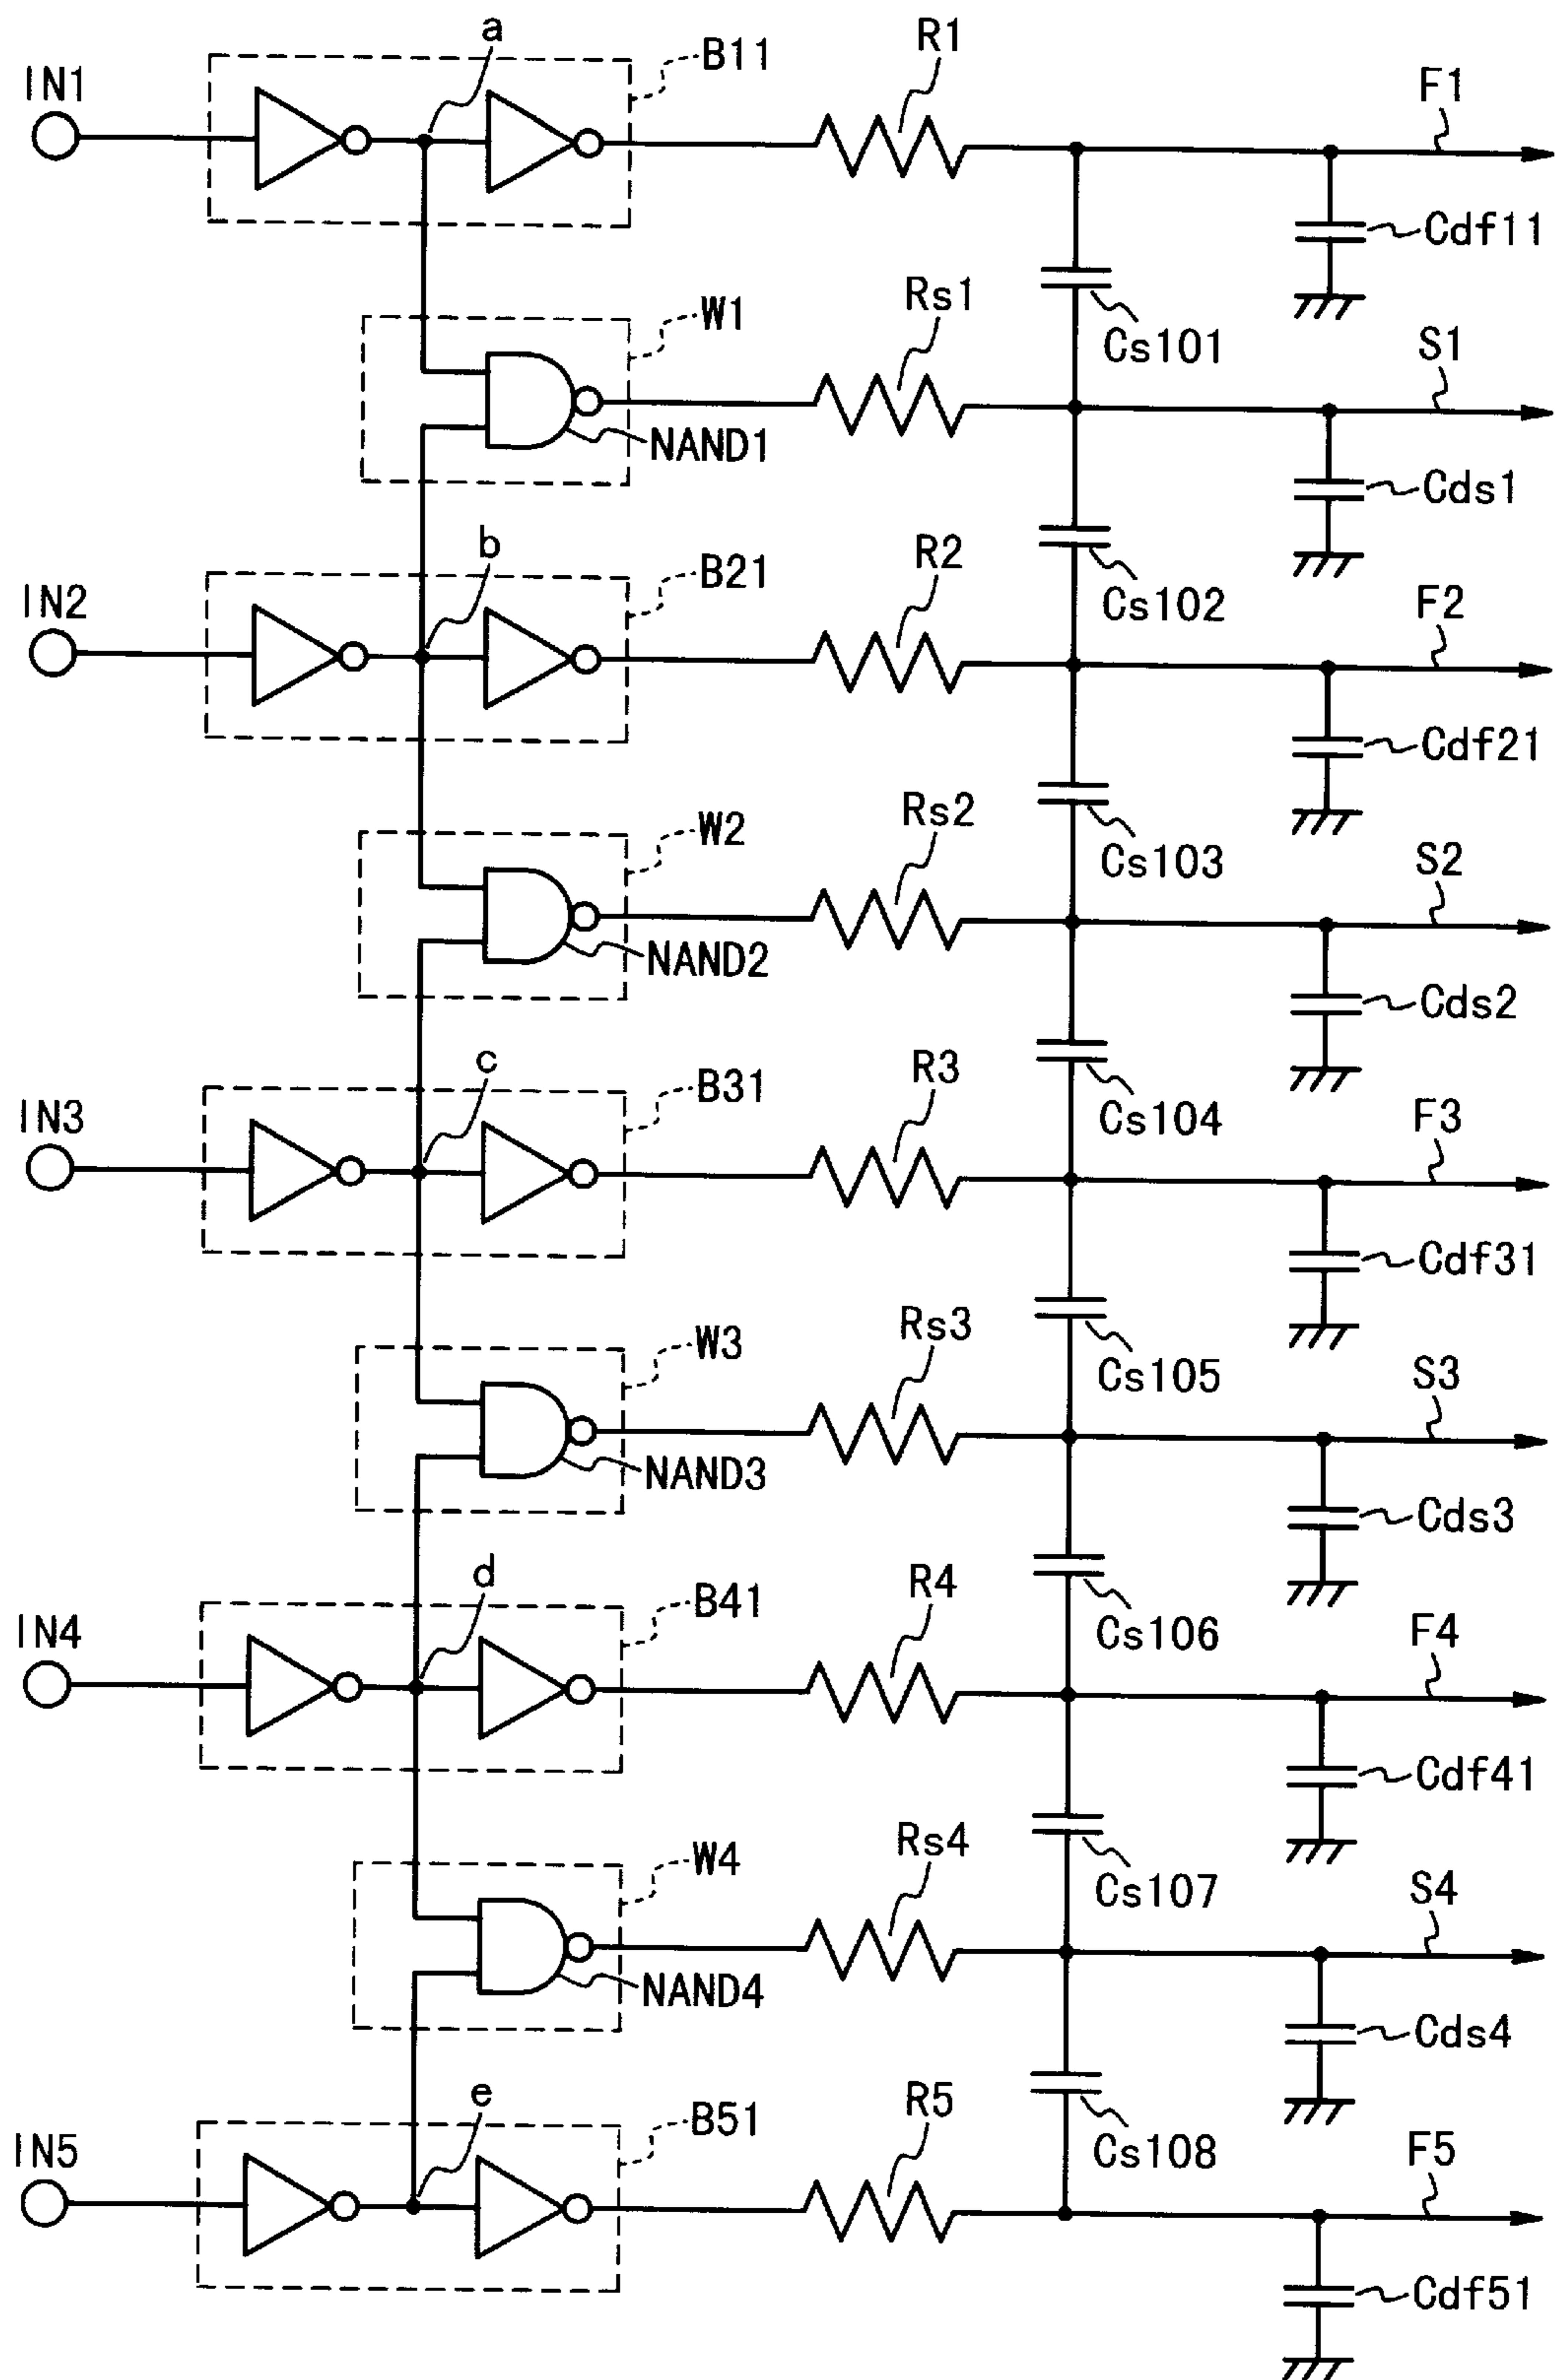 a
B11
R1
F1
IN1
Cdf11
W1
Rs1
Cs101
S1
NAND1
Cds1
b
B21
R2
Cs102
F2
IN2
Cdf21
W2
Rs2
Cs103
S2
NAND2
Cds2
c
B31
R3
Cs104
F3
IN3
Cdf31
W3
Rs3
Cs105
S3
NAND3
Cds3
d
B41
R4
Cs106
F4
IN4
Cdf41
W4
Rs4
Cs107
S4
NAND4
Cds4
e
B51
R5
Cs108
F5
IN5
Cdf51